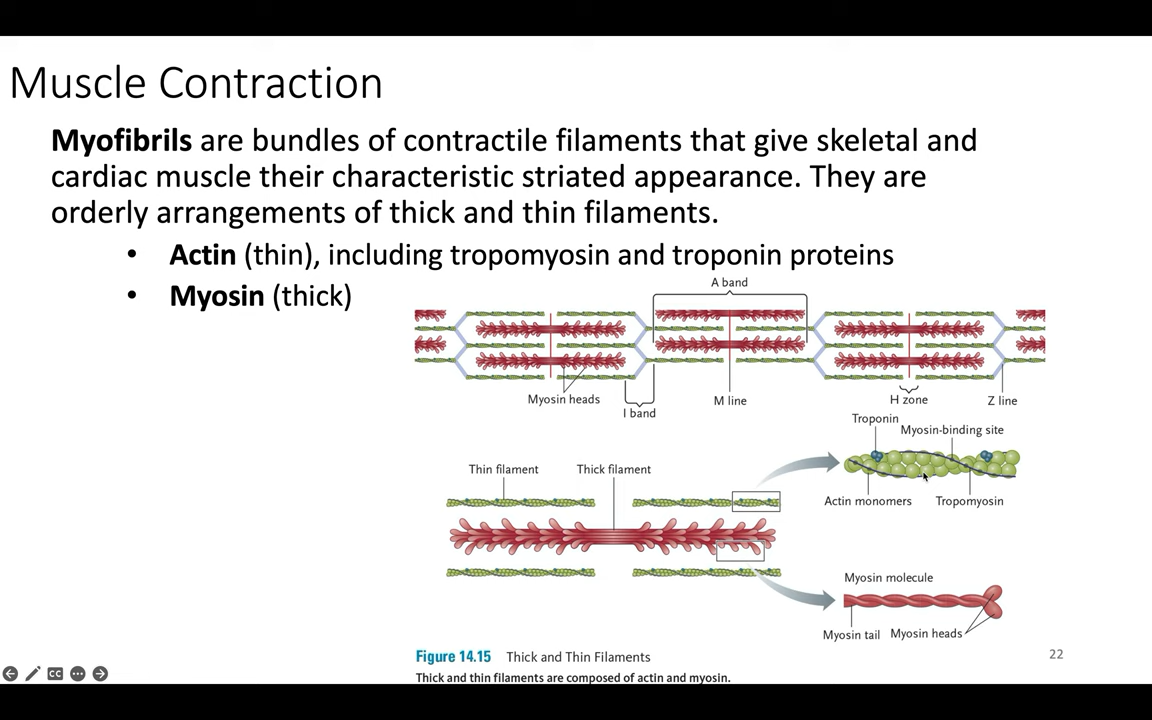 Muscle Contraction
Myofibrils are bundles of contractile filaments that give skeletal and
cardiac muscle their characteristic striated appearance. They are
orderly arrangements of thick and thin filaments.
• Actin (thin), including tropomyosin and troponin proteins
• Myosin (thick)
A band
Myosin heads
I band
M line
H zone
Z line
Troponin
Myosin-binding site
Thin filament
Thick filament
Actin monomers
Tropomyosin
Myosin molecule
Myosin tail
Myosin heads
Figure 14.15 Thick and Thin Filaments
Thick and thin filaments are composed of actin and myosin.
22
CC